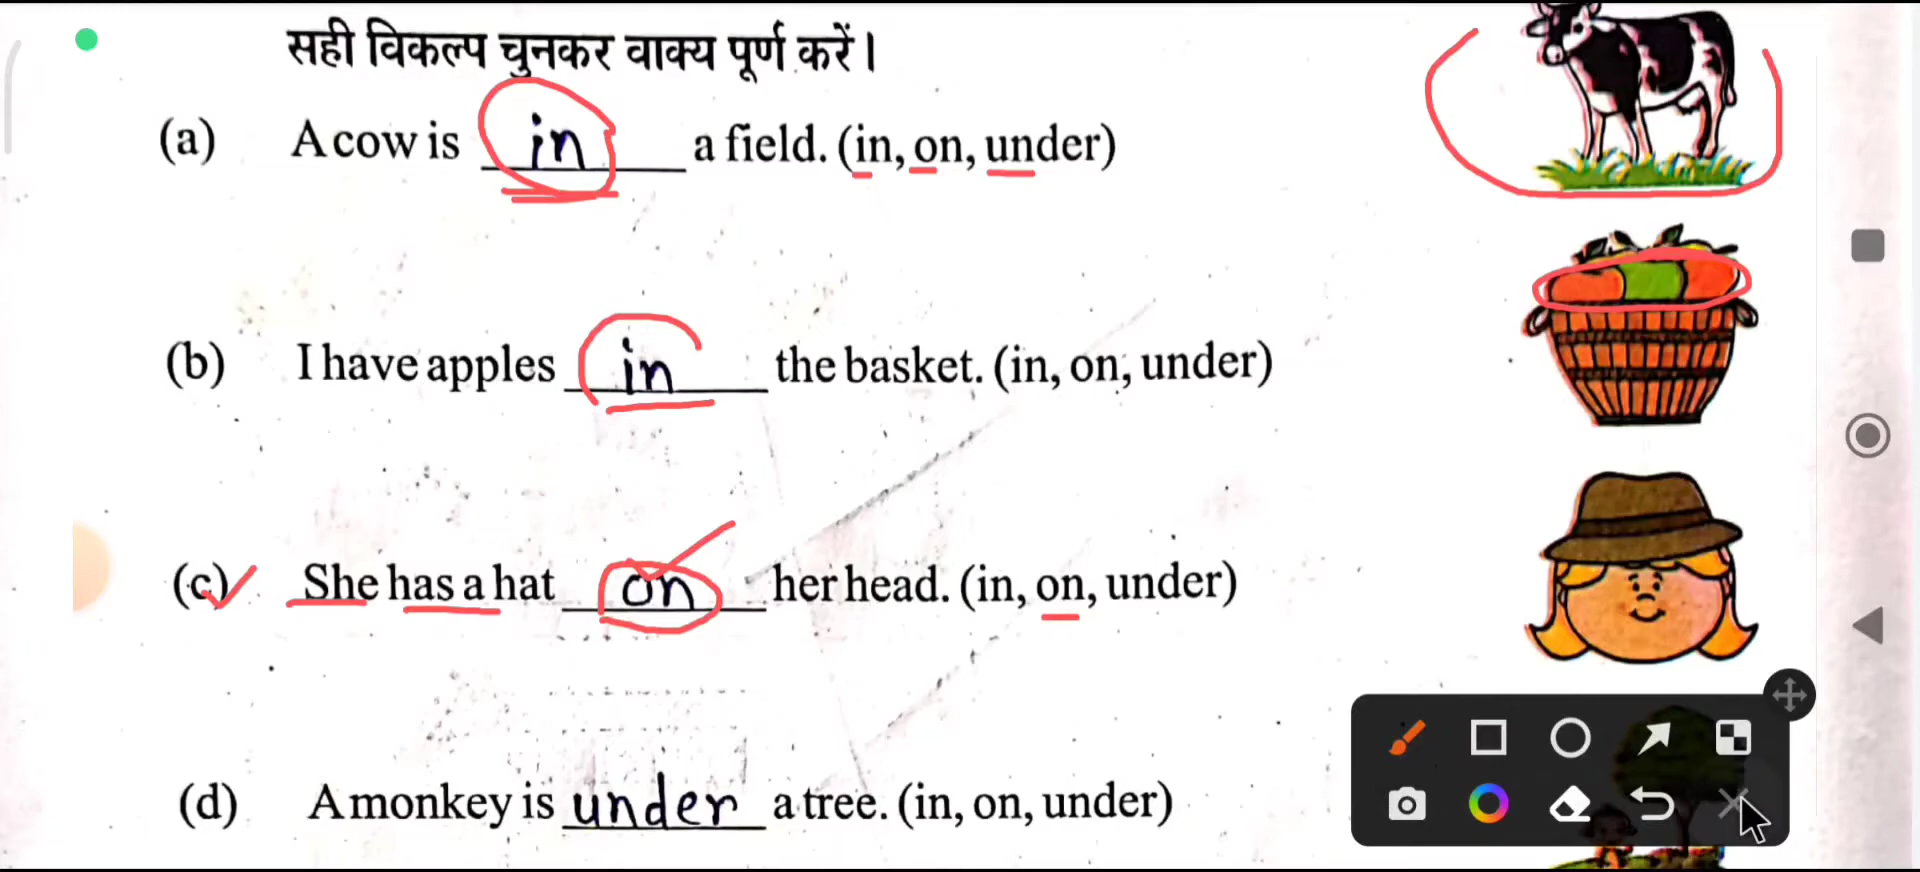 सही विकल्प चुनकर वाक्य पूर्ण करें।
(a) A cow is in a field. (in, on, under)
(b) I have apples in the basket. (in, on, under)
(c) She has a hat on her head. (in, on, under)
(d) A monkey is under a tree. (in, on, under)